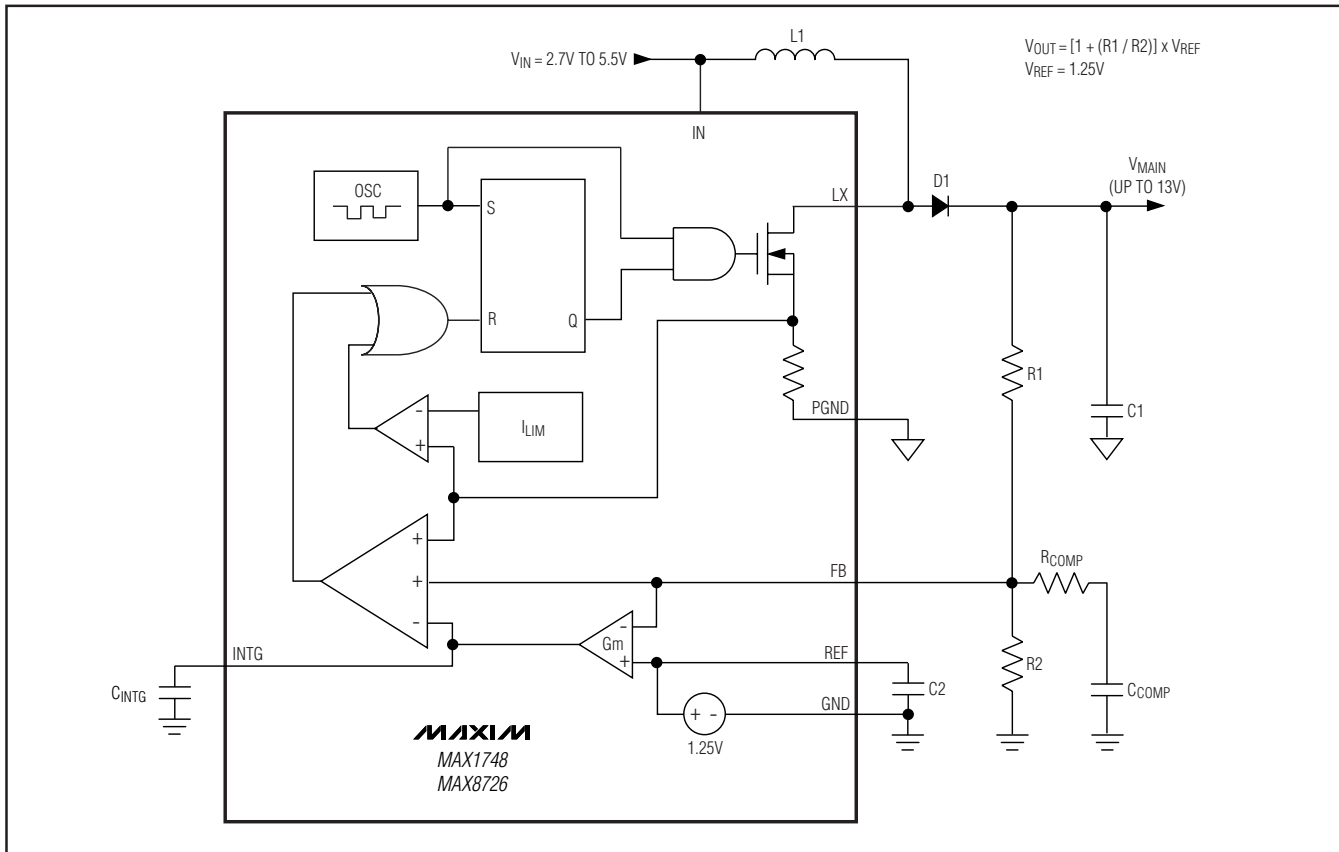 L1
V_IN = 2.7V TO 5.5V
V_OUT = [1 + (R1 / R2)] x V_REF
V_REF = 1.25V
IN
OSC
S
R
Q
LX
D1
V_MAIN
(UP TO 13V)
R1
C1
PGND
-
+
I_LIM
+
+
-
FB
R_COMP
-
Gm
+
REF
R2
C_COMP
INTG
C_INTG
C2
GND
+ -
1.25V
MAXIM
MAX1748
MAX8726